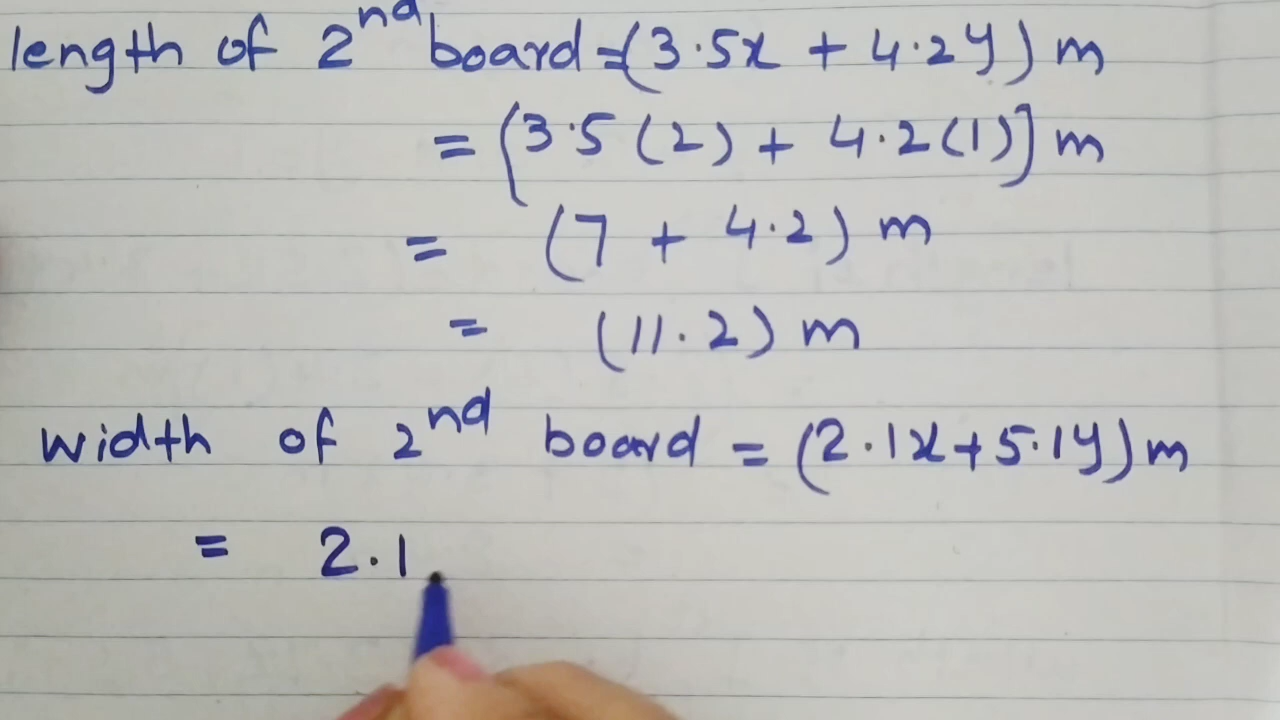 length of 2nd board = (3.5x + 4.2y) m
= [3.5 (2) + 4.2 (1)] m
= (7 + 4.2) m
= (11.2) m
width of 2nd board = (2.1x + 5.1y) m
= 2.1